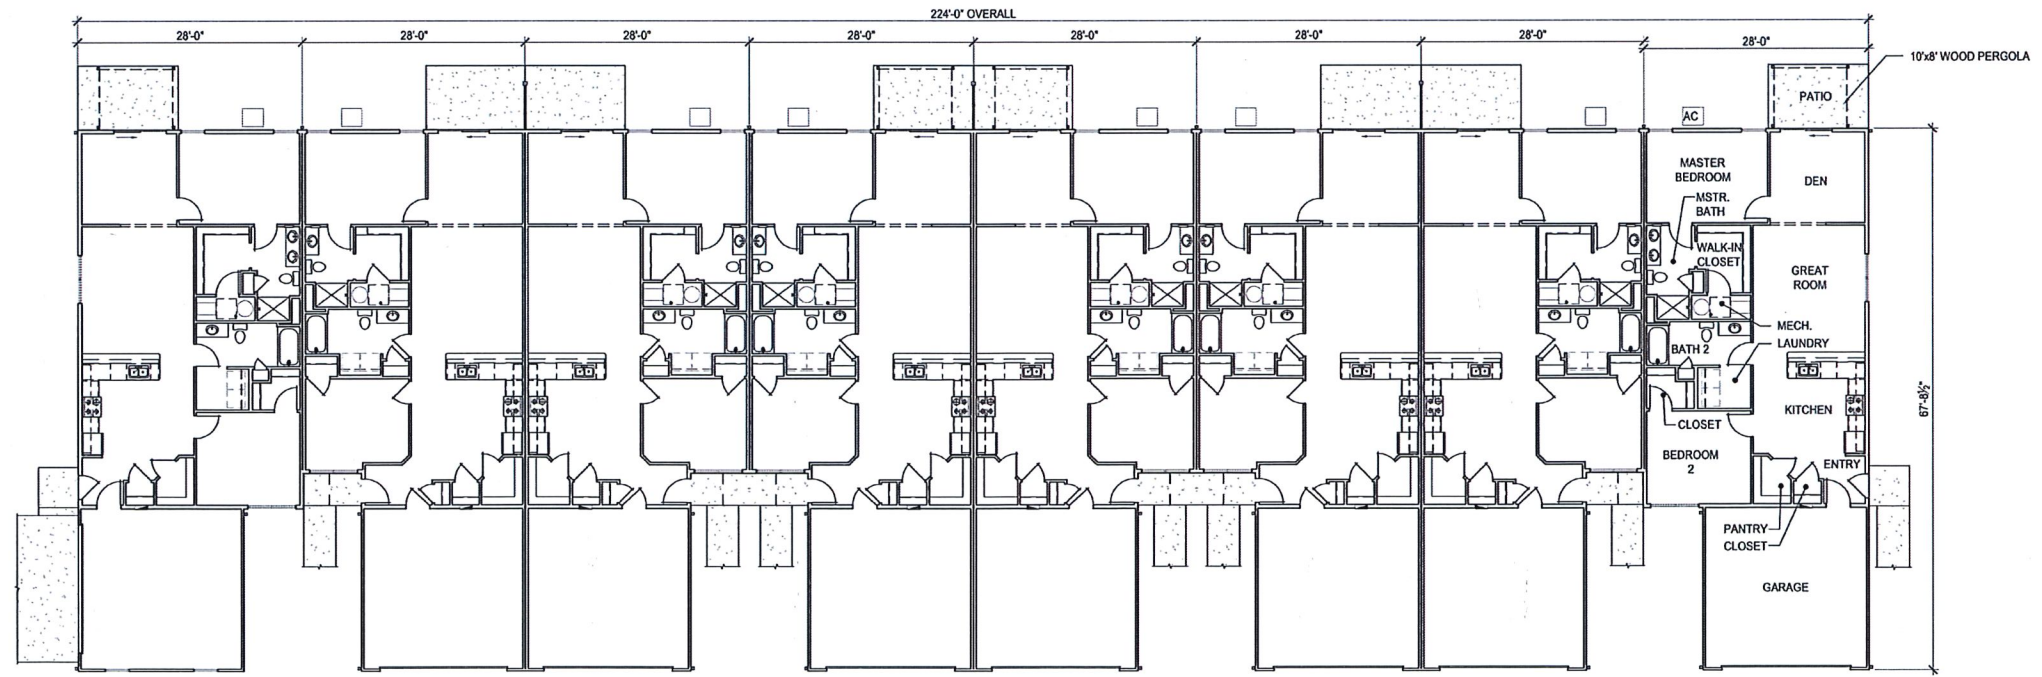 224'-0" OVERALL
28'-0"
28'-0"
28'-0"
28'-0"
28'-0"
28'-0"
28'-0"
28'-0"
10'x8' WOOD PERGOLA
PATIO
AC
MASTER
BEDROOM
DEN
MSTR.
BATH
WALK-IN
CLOSET
GREAT
ROOM
MECH.
LAUNDRY
BATH 2
67'-8½"
KITCHEN
CLOSET
BEDROOM
2
ENTRY
PANTRY
CLOSET
GARAGE